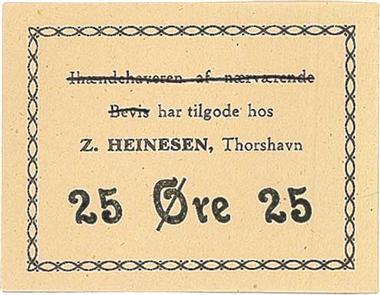 Ihændehaveren af nærværende
Bevis har tilgode hos
Z. HEINESEN, Thorshavn
25 Øre 25